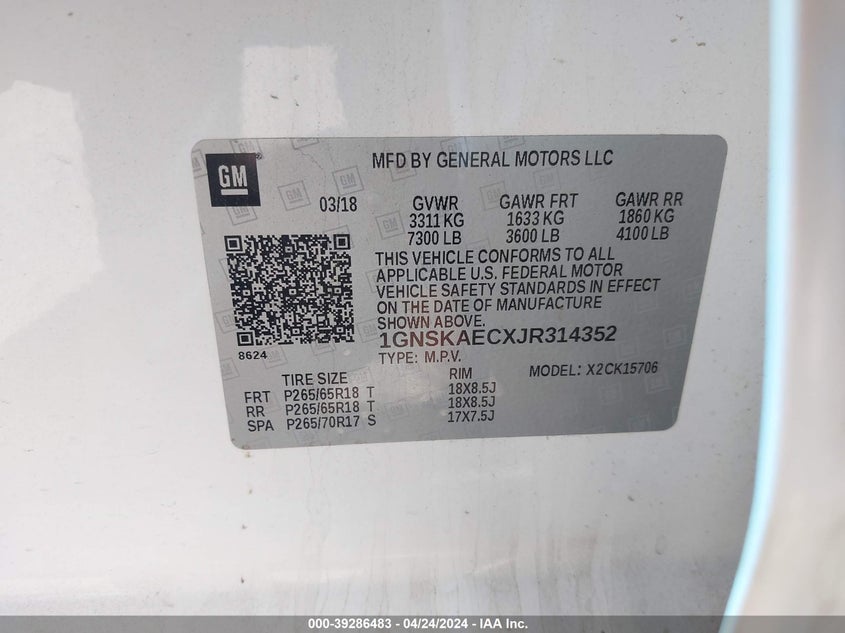 GM
MFD BY GENERAL MOTORS LLC
03/18 GVWR GAWR FRT GAWR RR
3311 KG 1633 KG 1860 KG
7300 LB 3600 LB 4100 LB
THIS VEHICLE CONFORMS TO ALL
APPLICABLE U.S. FEDERAL MOTOR
VEHICLE SAFETY STANDARDS IN EFFECT
ON THE DATE OF MANUFACTURE
SHOWN ABOVE.
1GNSKAECXJR314352
8624
TYPE: M.P.V. MODEL: X2CK15706
TIRE SIZE RIM
FRT P265/65R18 T 18X8.5J
RR P265/65R18 T 18X8.5J
SPA P265/70R17 S 17X7.5J
000-39286483 - 04/24/2024 - IAA Inc.